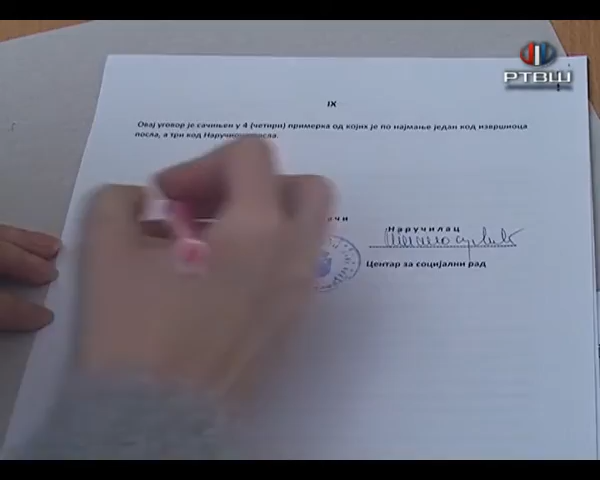 РТВШ
IX
Овај уговор је сачињен у 4 (четири) примерка од којих је по најмање један код извршиоца
посла, а три код Наручиоца посла.
Наручилац
Центар за социјални рад